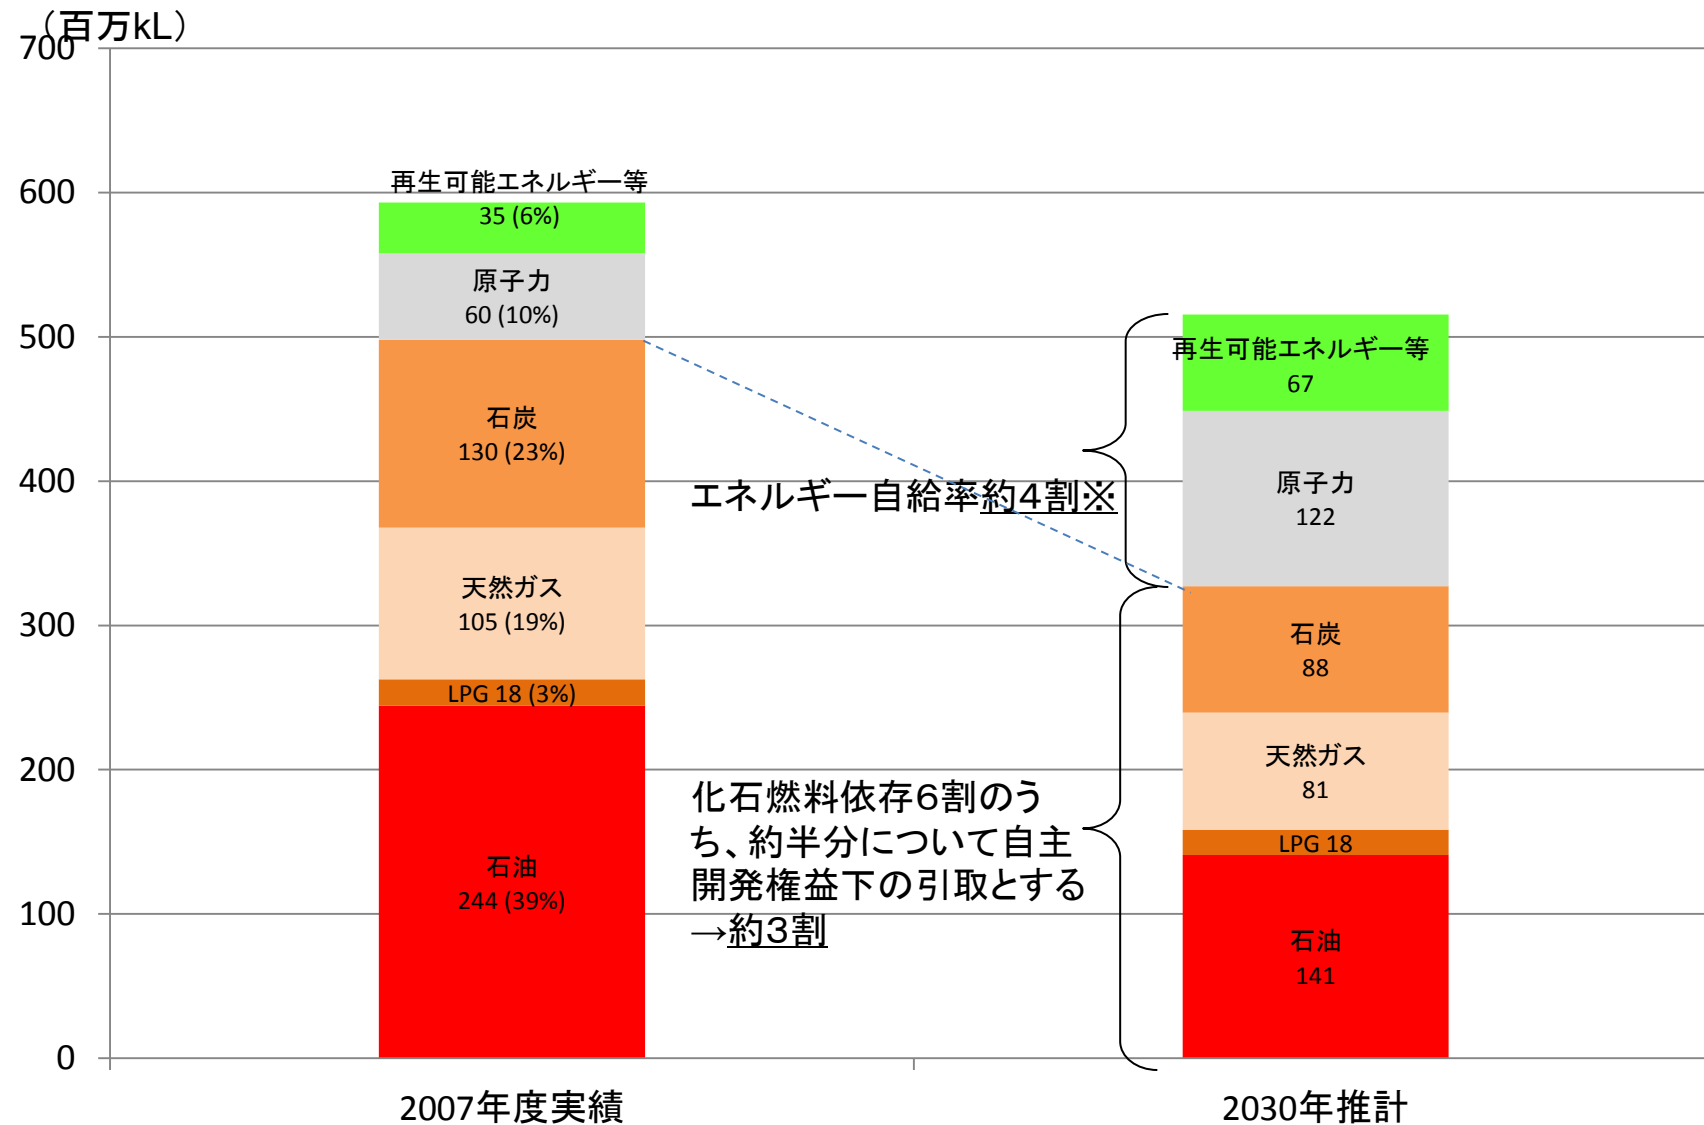 （百万kL）
700
600
500
400
300
200
100
0
再生可能エネルギー等
35 (6%)
原子力
60 (10%)
石炭
130 (23%)
天然ガス
105 (19%)
LPG 18 (3%)
石油
244 (39%)
エネルギー自給率約４割※
化石燃料依存６割のう
ち、約半分について自主
開発権益下の引取とする
→約３割
再生可能エネルギー等
67
原子力
122
石炭
88
天然ガス
81
LPG 18
石油
141
2007年度実績
2030年推計